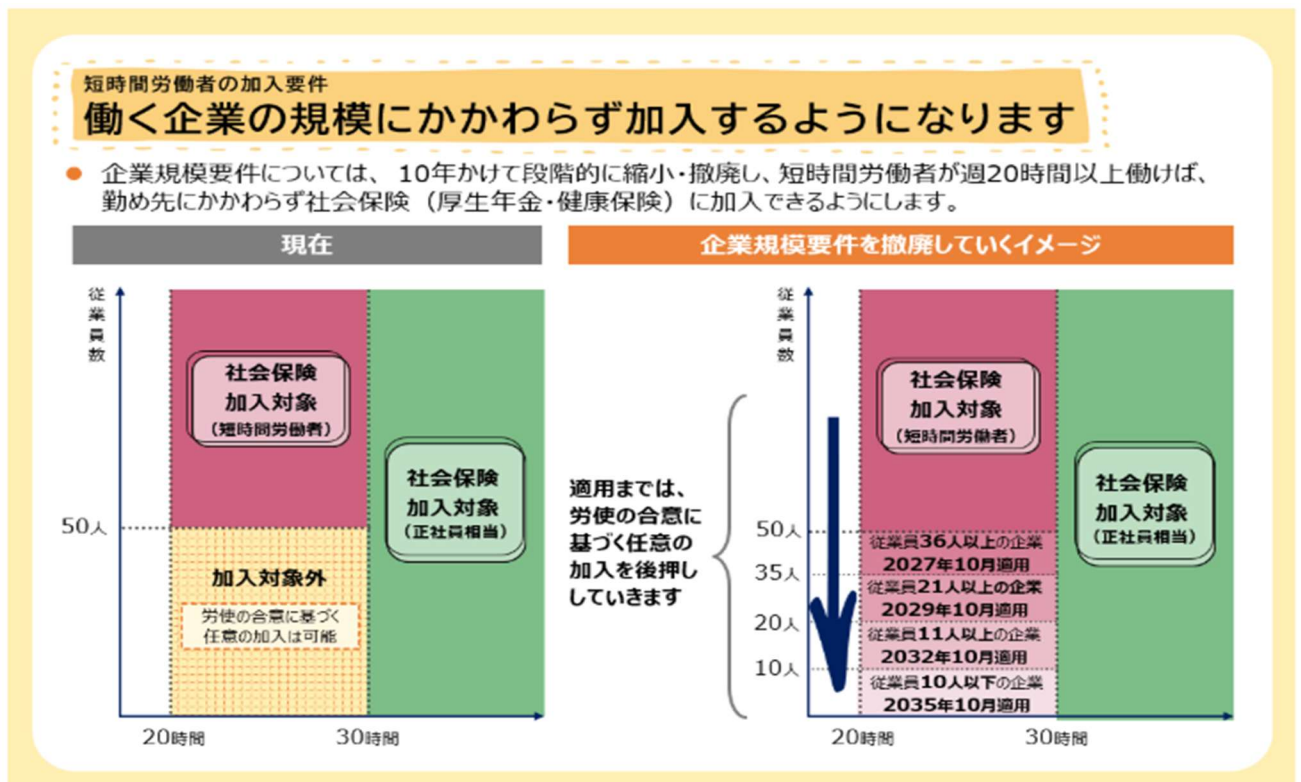 短時間労働者の加入要件
働く企業の規模にかかわらず加入するようになります
● 企業規模要件については、 10年かけて段階的に縮小・撤廃し、短時間労働者が週20時間以上働けば、
勤め先にかかわらず社会保険（厚生年金・健康保険）に加入できるようにします。
現在
従業員数
社会保険
加入対象
（短時間労働者）
社会保険
加入対象
（正社員相当）
50人
加入対象外
労使の合意に基づく
任意の加入は可能
20時間
30時間
企業規模要件を撤廃していくイメージ
適用までは、
労使の合意に
基づく任意の
加入を後押し
していきます
従業員数
社会保険
加入対象
（短時間労働者）
社会保険
加入対象
（正社員相当）
50人
従業員36人以上の企業
2027年10月適用
35人
従業員21人以上の企業
2029年10月適用
20人
従業員11人以上の企業
2032年10月適用
10人
従業員10人以下の企業
2035年10月適用
20時間
30時間